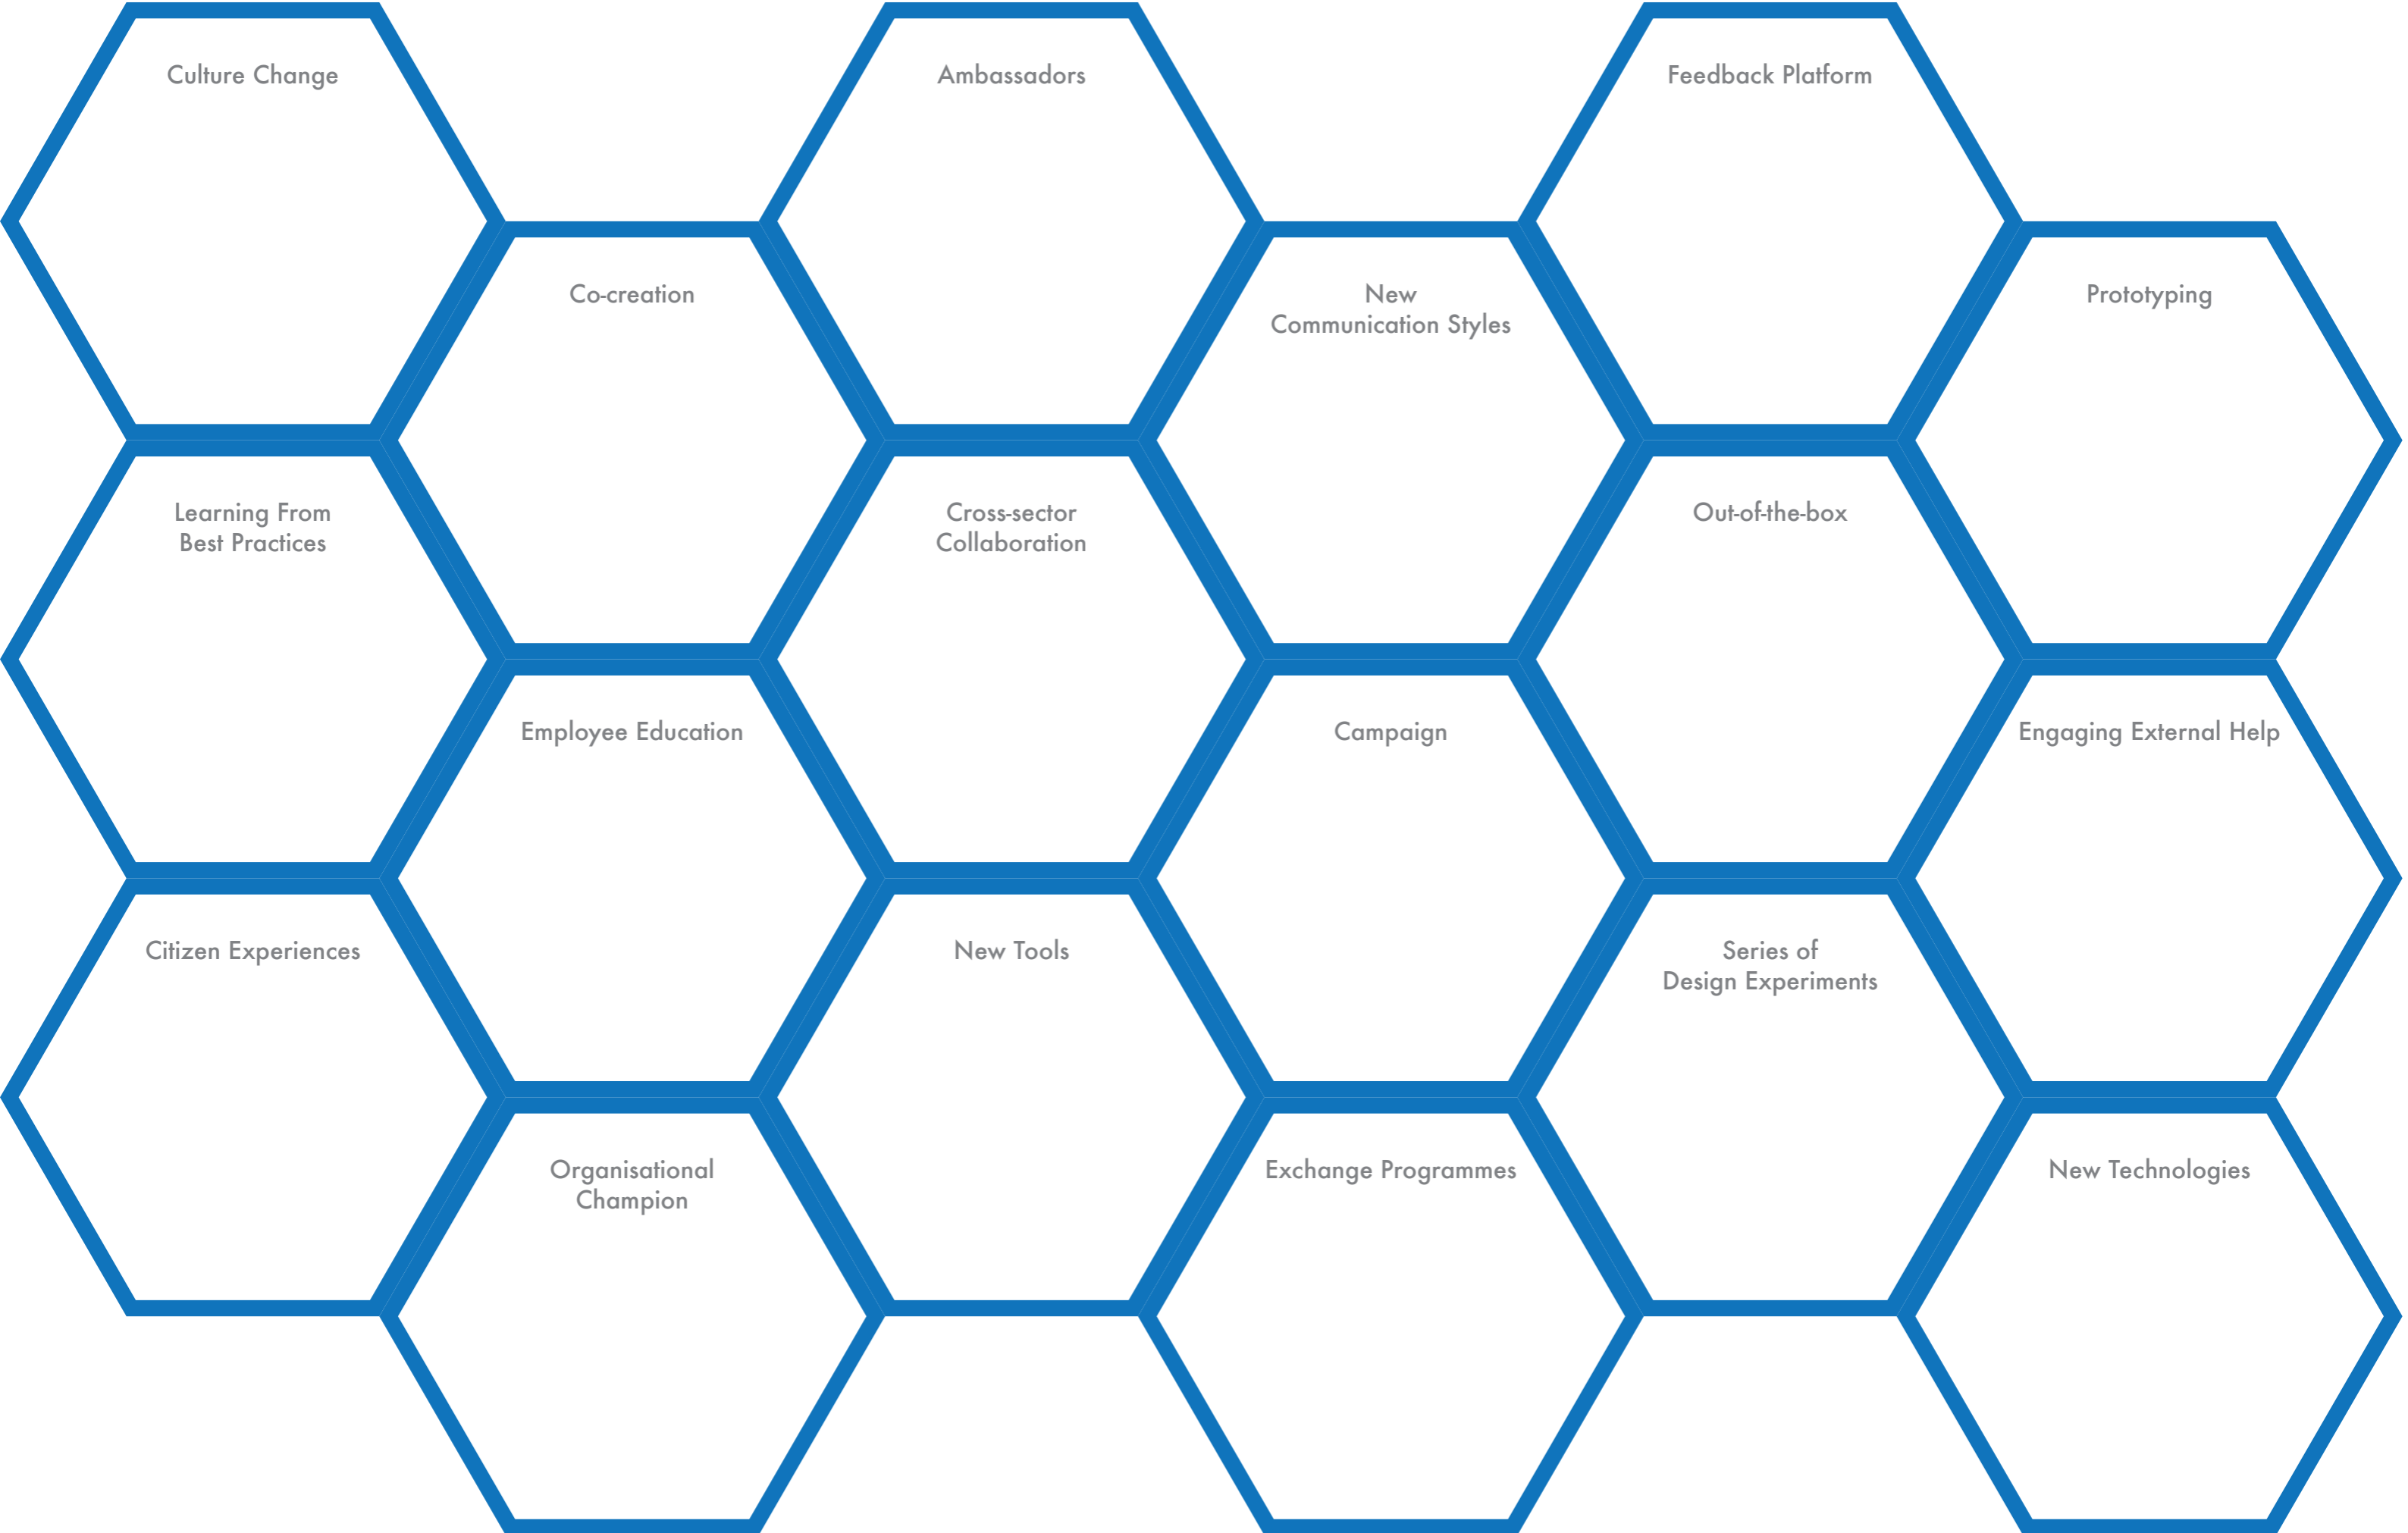 Culture Change
Ambassadors
Feedback Platform
Co-creation
New
Communication Styles
Prototyping
Learning From
Best Practices
Cross-sector
Collaboration
Out-of-the-box
Employee Education
Campaign
Engaging External Help
Citizen Experiences
New Tools
Series of
Design Experiments
Organisational
Champion
Exchange Programmes
New Technologies